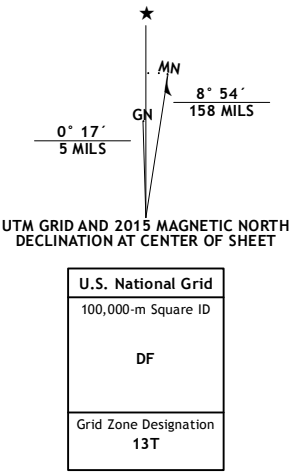 MN
8° 54´
158 MILS
GN
0° 17´
5 MILS
UTM GRID AND 2015 MAGNETIC NORTH
DECLINATION AT CENTER OF SHEET
U.S. National Grid
100,000-m Square ID
DF
Grid Zone Designation
13T